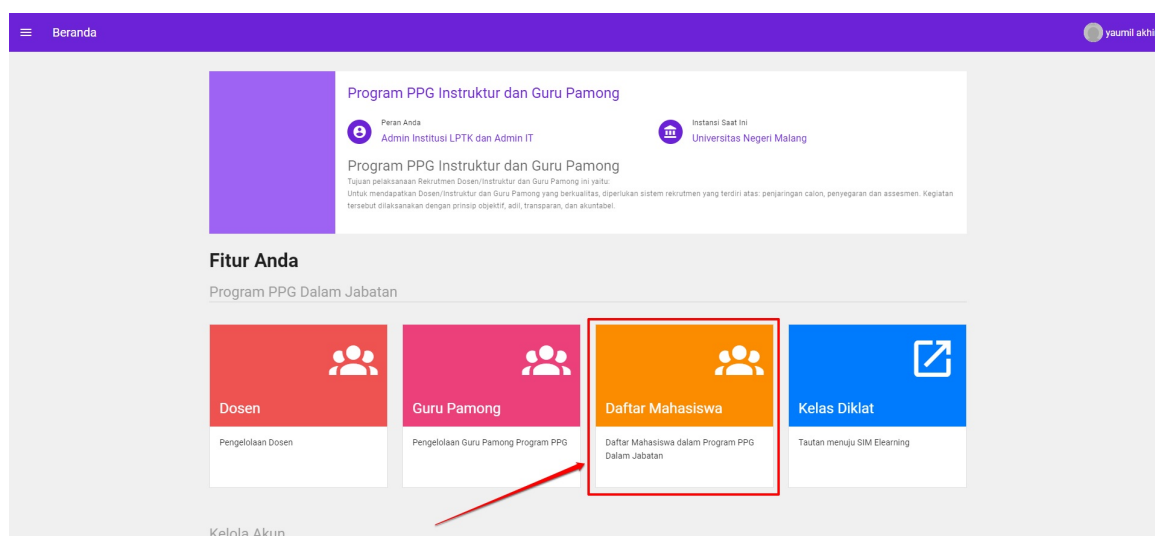 Beranda
yaumil akhi
Program PPG Instruktur dan Guru Pamong
Peran Anda
Admin Institusi LPTK dan Admin IT
Instansi Saat Ini
Universitas Negeri Malang
Program PPG Instruktur dan Guru Pamong
Tujuan pelaksanaan Rekrutmen Dosen/Instruktur dan Guru Pamong ini yaitu:
Untuk mendapatkan Dosen/Instruktur dan Guru Pamong yang berkualitas, diperlukan sistem rekrutmen yang terdiri atas: penjaringan calon, penyegaran dan assesmen. Kegiatan
tersebut dilaksanakan dengan prinsip objektif, adil, transparan, dan akuntabel.
Fitur Anda
Program PPG Dalam Jabatan
Dosen
Pengelolaan Dosen
Guru Pamong
Pengelolaan Guru Pamong Program PPG
Daftar Mahasiswa
Daftar Mahasiswa dalam Program PPG
Dalam Jabatan
Kelas Diklat
Tautan menuju SIM Elearning
Kelola Akun